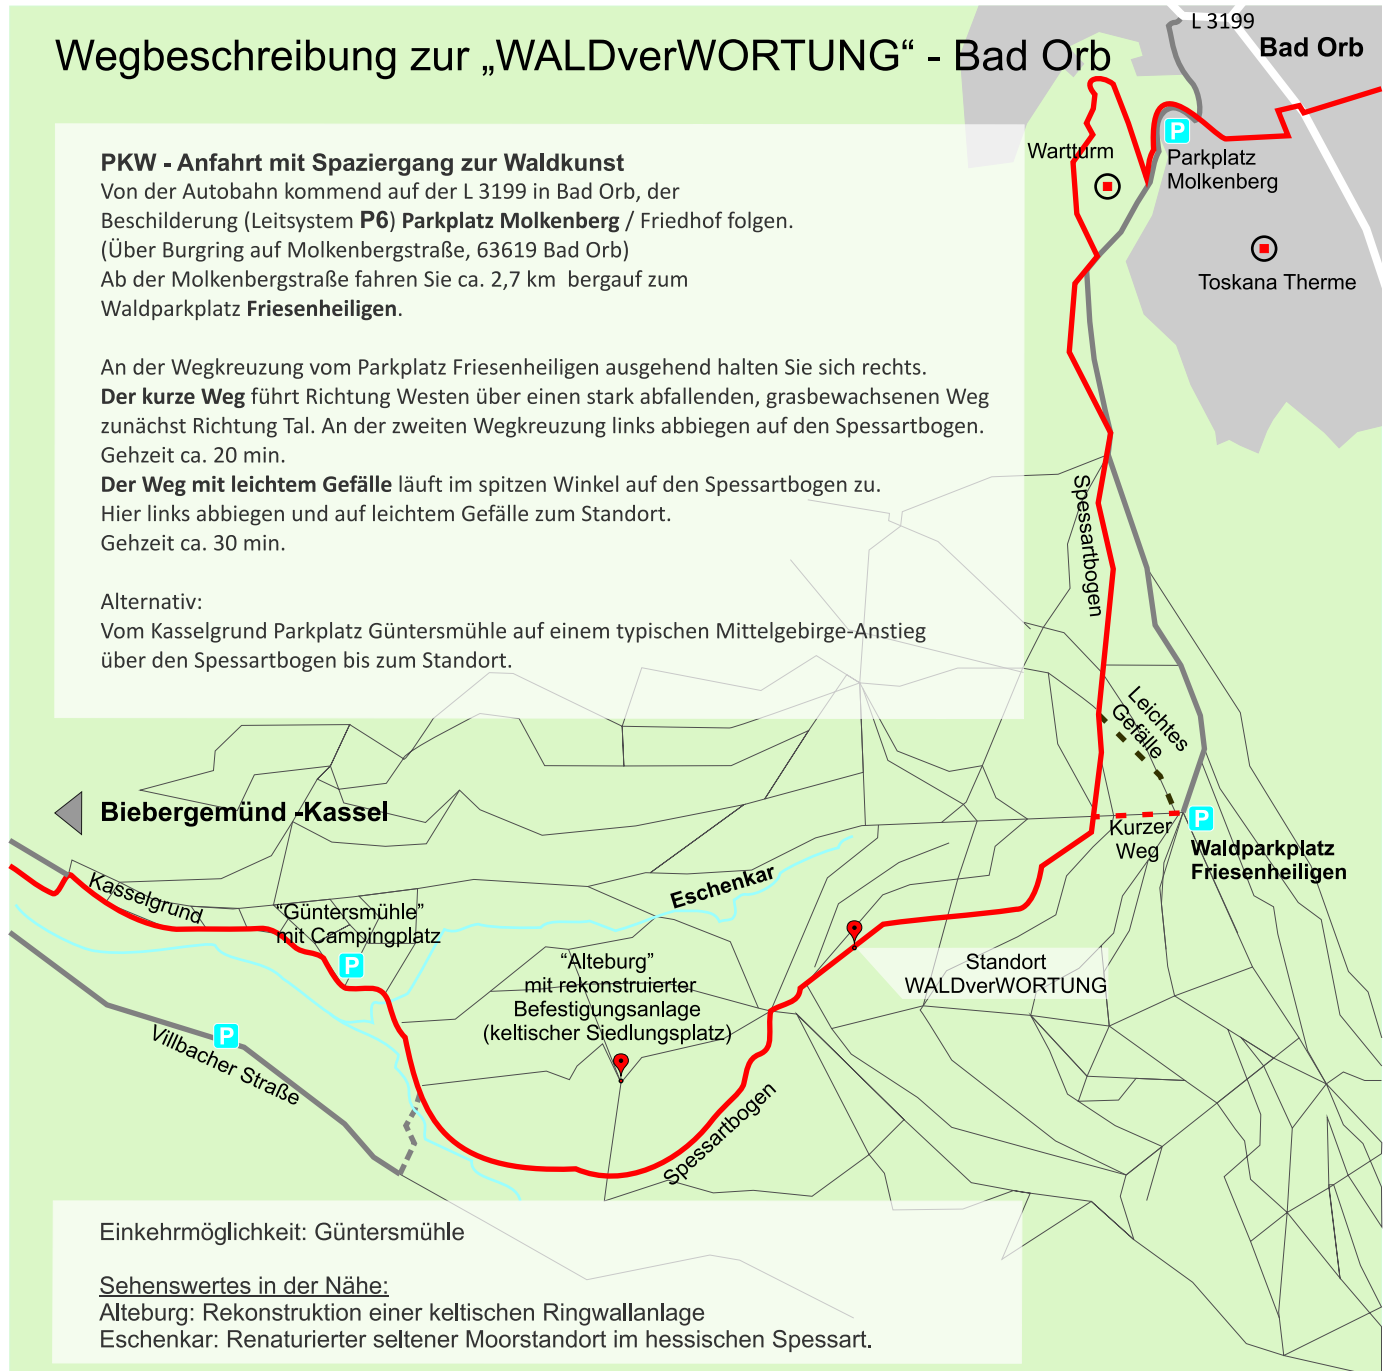 Wegbeschreibung zur „WALDverWORTUNG“ - Bad Orb
L 3199
Bad Orb
PKW - Anfahrt mit Spaziergang zur Waldkunst
Von der Autobahn kommend auf der L 3199 in Bad Orb, der
Beschilderung (Leitsystem P6) Parkplatz Molkenberg / Friedhof folgen.
(Über Burgring auf Molkenbergstraße, 63619 Bad Orb)
Ab der Molkenbergstraße fahren Sie ca. 2,7 km bergauf zum
Waldparkplatz Friesenheiligen.
An der Wegkreuzung vom Parkplatz Friesenheiligen ausgehend halten Sie sich rechts.
Der kurze Weg führt Richtung Westen über einen stark abfallenden, grasbewachsenen Weg
zunächst Richtung Tal. An der zweiten Wegkreuzung links abbiegen auf den Spessartbogen.
Gehzeit ca. 20 min.
Der Weg mit leichtem Gefälle läuft im spitzen Winkel auf den Spessartbogen zu.
Hier links abbiegen und auf leichtem Gefälle zum Standort.
Gehzeit ca. 30 min.
Alternativ:
Vom Kasselgrund Parkplatz Güntersmühle auf einem typischen Mittelgebirge-Anstieg
über den Spessartbogen bis zum Standort.
Wartturm
P
Parkplatz
Molkenberg
Toskana Therme
Spessartbogen
Leichtes
Gefälle
Kurzer
Weg
P
Waldparkplatz
Friesenheiligen
Biebergemünd -Kassel
Kasselgrund
“Güntersmühle”
mit Campingplatz
P
Eschenkar
“Alteburg”
mit rekonstruierter
Befestigungsanlage
(keltischer Siedlungsplatz)
Standort
WALDverWORTUNG
P
Villbacher Straße
Spessartbogen
Einkehrmöglichkeit: Güntersmühle
Sehenswertes in der Nähe:
Alteburg: Rekonstruktion einer keltischen Ringwallanlage
Eschenkar: Renaturierter seltener Moorstandort im hessischen Spessart.